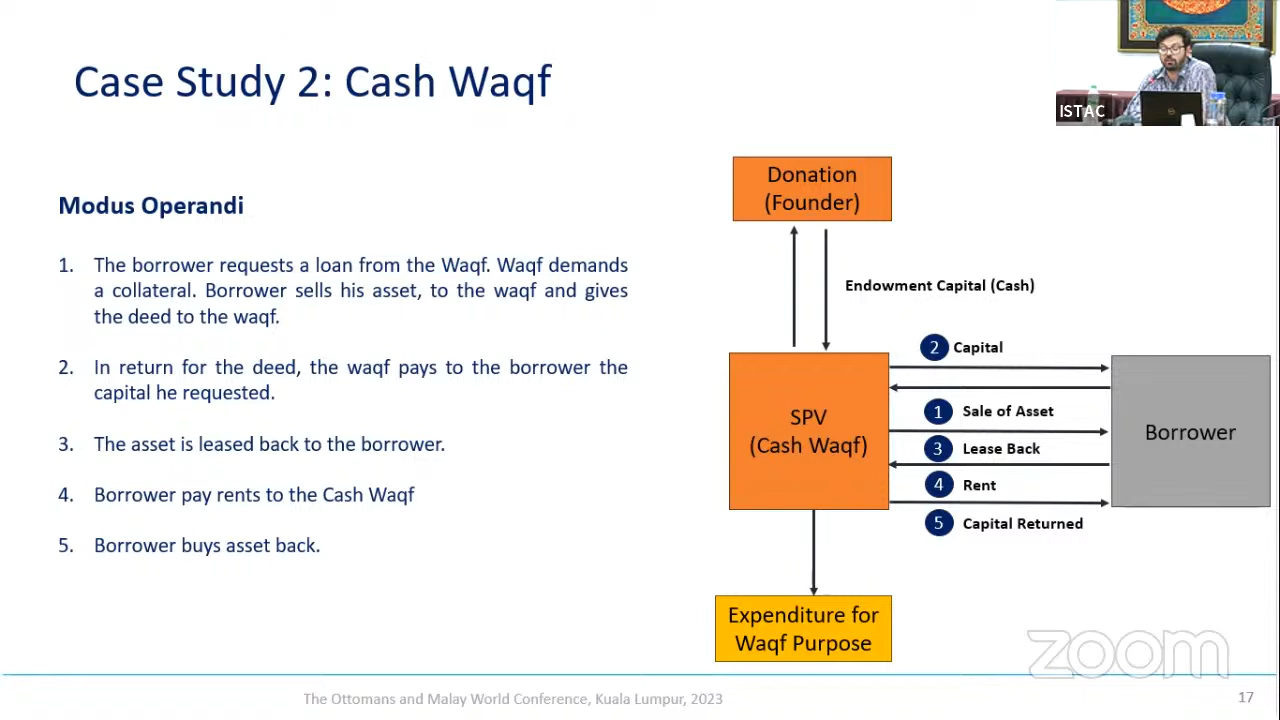 Case Study 2: Cash Waqf
ISTAC
Modus Operandi
1. The borrower requests a loan from the Waqf. Waqf demands
a collateral. Borrower sells his asset, to the waqf and gives
the deed to the waqf.
2. In return for the deed, the waqf pays to the borrower the
capital he requested.
3. The asset is leased back to the borrower.
4. Borrower pay rents to the Cash Waqf
5. Borrower buys asset back.
Donation
(Founder)
Endowment Capital (Cash)
2 Capital
1 Sale of Asset
3 Lease Back
4 Rent
5 Capital Returned
SPV
(Cash Waqf)
Borrower
Expenditure for
Waqf Purpose
zoom
The Ottomans and Malay World Conference, Kuala Lumpur, 2023
17